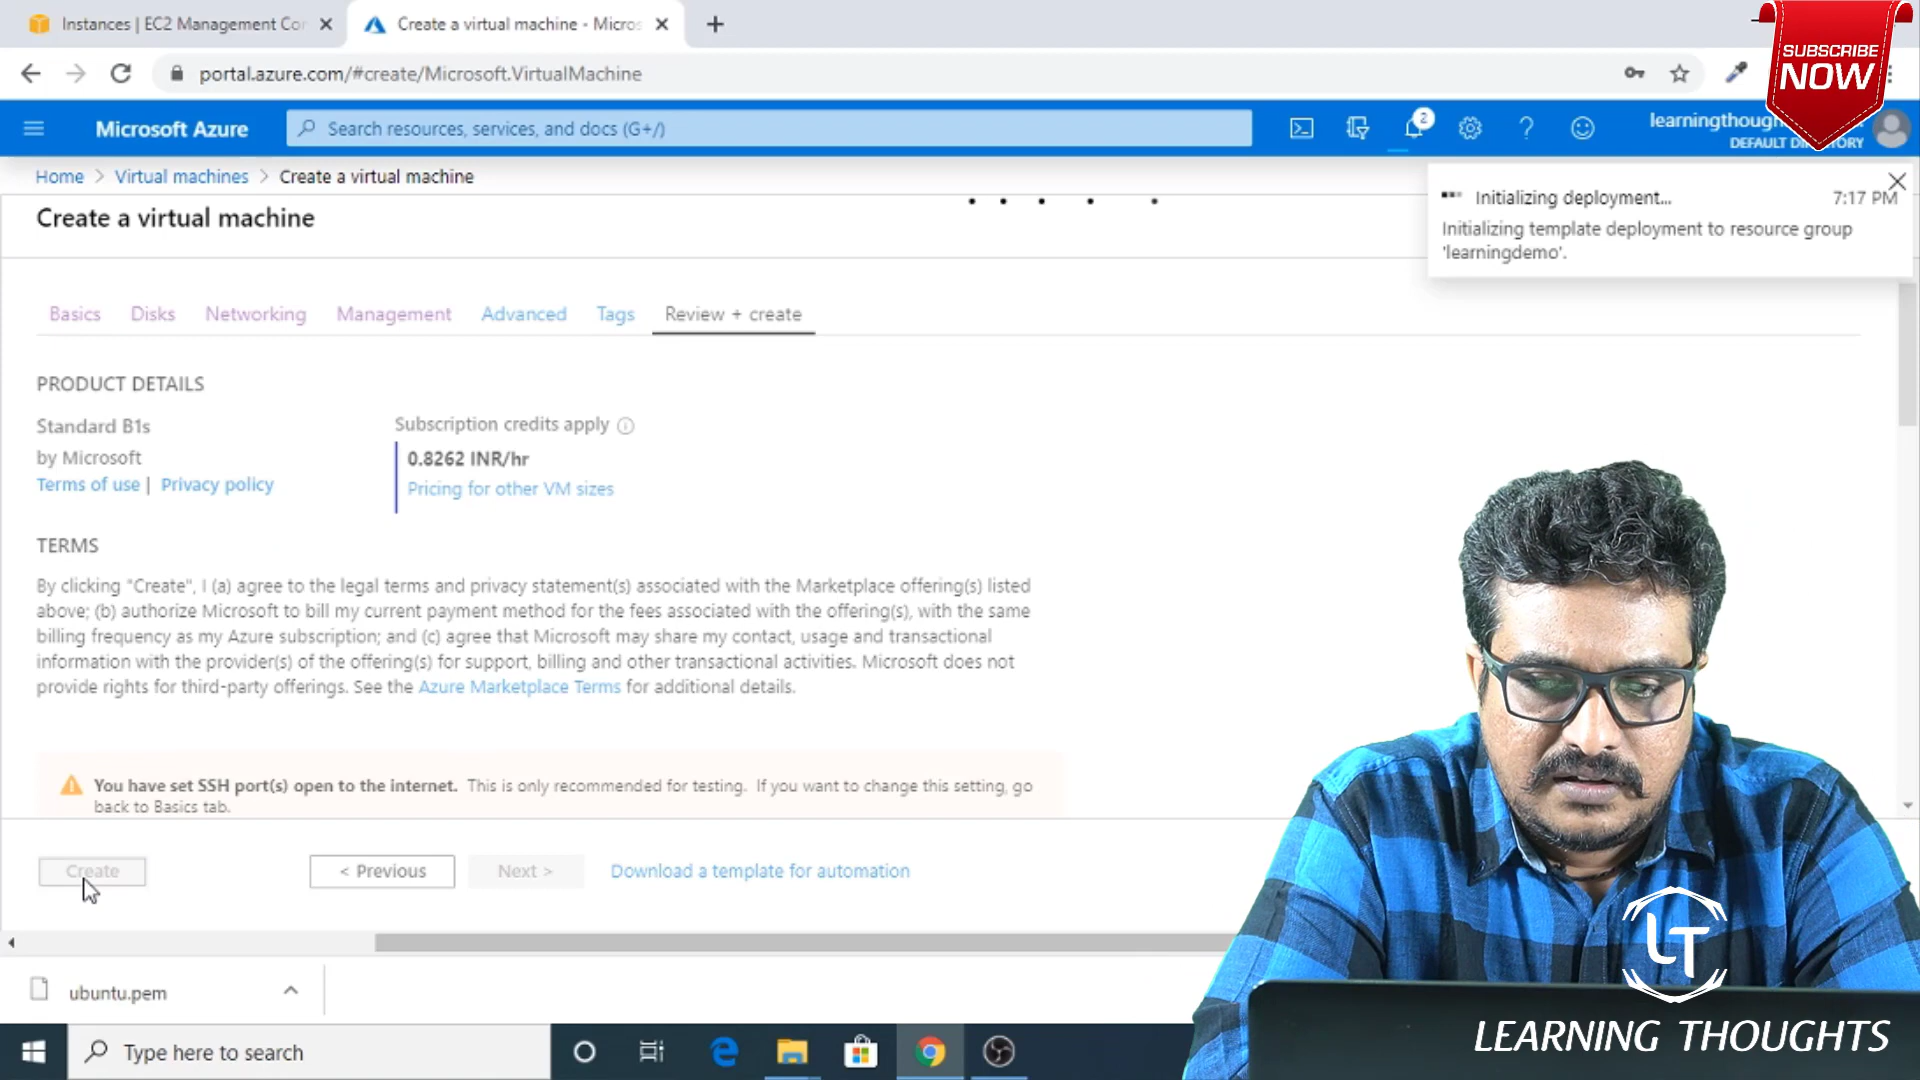 Instances | EC2 Management Cor
Create a virtual machine - Micros
SUBSCRIBE
NOW
portal.azure.com/#create/Microsoft.VirtualMachine
Microsoft Azure
Search resources, services, and docs (G+/)
2
DEFAULT DIRECTORY
Home > Virtual machines > Create a virtual machine
Create a virtual machine
Initializing deployment...
7:17 PM
Initializing template deployment to resource group
'learningdemo'.
Basics Disks Networking Management Advanced Tags Review + create
PRODUCT DETAILS
Standard B1s
by Microsoft
Terms of use | Privacy policy
Subscription credits apply
0.8262 INR/hr
Pricing for other VM sizes
TERMS
By clicking "Create", I (a) agree to the legal terms and privacy statement(s) associated with the Marketplace offering(s) listed
above; (b) authorize Microsoft to bill my current payment method for the fees associated with the offering(s), with the same
billing frequency as my Azure subscription; and (c) agree that Microsoft may share my contact, usage and transactional
information with the provider(s) of the offering(s) for support, billing and other transactional activities. Microsoft does not
provide rights for third-party offerings. See the Azure Marketplace Terms for additional details.
You have set SSH port(s) open to the internet. This is only recommended for testing. If you want to change this setting, go
back to Basics tab.
Create
< Previous
Next >
Download a template for automation
ubuntu.pem
Type here to search
LT
LEARNING THOUGHTS